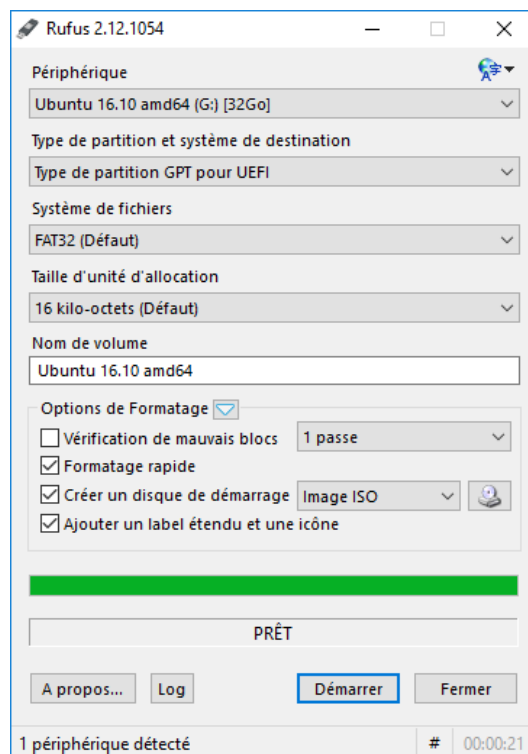 Rufus 2.12.1054
Périphérique
Ubuntu 16.10 amd64 (G:) [32Go]
Type de partition et système de destination
Type de partition GPT pour UEFI
Système de fichiers
FAT32 (Défaut)
Taille d'unité d'allocation
16 kilo-octets (Défaut)
Nom de volume
Ubuntu 16.10 amd64
Options de Formatage
Vérification de mauvais blocs 1 passe
Formatage rapide
Créer un disque de démarrage Image ISO
Ajouter un label étendu et une icône
PRÊT
A propos... Log Démarrer Fermer
1 périphérique détecté # 00:00:21